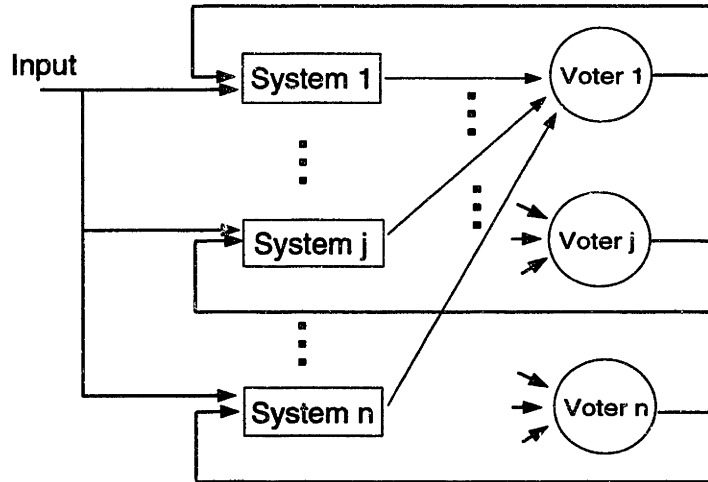 Input
System 1
Voter 1
System j
Voter j
System n
Voter n